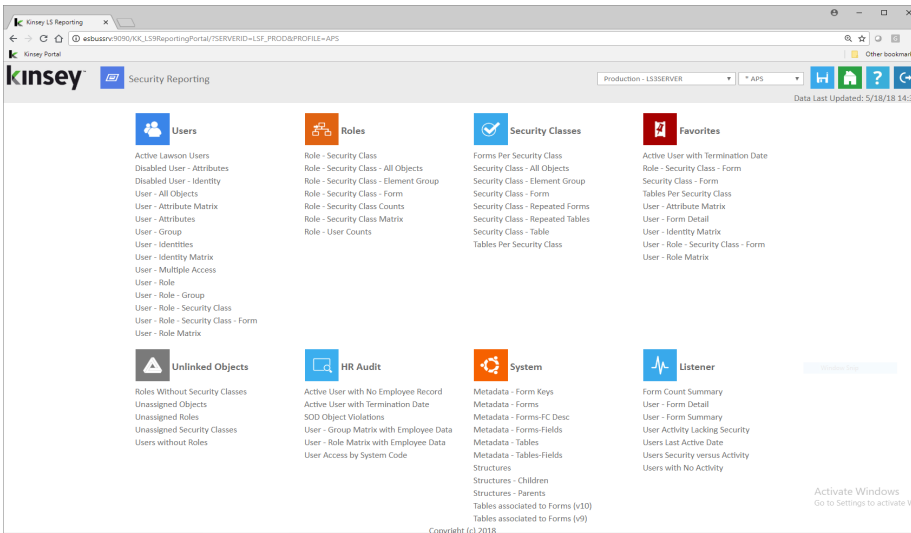 Kinsey LS Reporting
esbussrv:9090/KK_LS9ReportingPortal/?SERVERID=LSF_PROD&PROFILE=APS
Kinsey Portal
Other bookmark
kinsey
Security Reporting
Production - LS3SERVER
* APS
Data Last Updated: 5/18/18 14:3
Users
Active Lawson Users
Disabled User - Attributes
Disabled User - Identity
User - All Objects
User - Attribute Matrix
User - Attributes
User - Group
User - Identities
User - Identity Matrix
User - Multiple Access
User - Role
User - Role - Group
User - Role - Security Class
User - Role - Security Class - Form
User - Role Matrix
Roles
Role - Security Class
Role - Security Class - All Objects
Role - Security Class - Element Group
Role - Security Class - Form
Role - Security Class Counts
Role - Security Class Matrix
Role - User Counts
Security Classes
Forms Per Security Class
Security Class - All Objects
Security Class - Element Group
Security Class - Form
Security Class - Repeated Forms
Security Class - Repeated Tables
Security Class - Table
Tables Per Security Class
Favorites
Active User with Termination Date
Role - Security Class - Form
Security Class - Form
Tables Per Security Class
User - Attribute Matrix
User - Form Detail
User - Identity Matrix
User - Role - Security Class - Form
User - Role Matrix
Unlinked Objects
Roles Without Security Classes
Unassigned Objects
Unassigned Roles
Unassigned Security Classes
Users without Roles
HR Audit
Active User with No Employee Record
Active User with Termination Date
SOD Object Violations
User - Group Matrix with Employee Data
User - Role Matrix with Employee Data
User Access by System Code
System
Metadata - Form Keys
Metadata - Forms
Metadata - Forms-FC Desc
Metadata - Forms-Fields
Metadata - Tables
Metadata - Tables-Fields
Structures
Structures - Children
Structures - Parents
Tables associated to Forms (v10)
Tables associated to Forms (v9)
Listener
Form Count Summary
User - Form Detail
User - Form Summary
User Activity Lacking Security
Users Last Active Date
Users Security versus Activity
Users with No Activity
Activate Windows
Go to Settings to activate W
Copyright (c) 2018